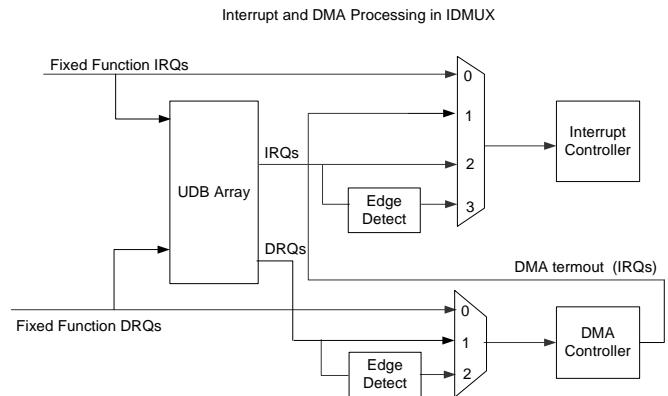 Interrupt and DMA Processing in IDMUX
Fixed Function IRQs
0
1
2
3
Interrupt
Controller
UDB Array
IRQs
Edge
Detect
DRQs
DMA termout (IRQs)
Fixed Function DRQs
0
1
2
Edge
Detect
DMA
Controller